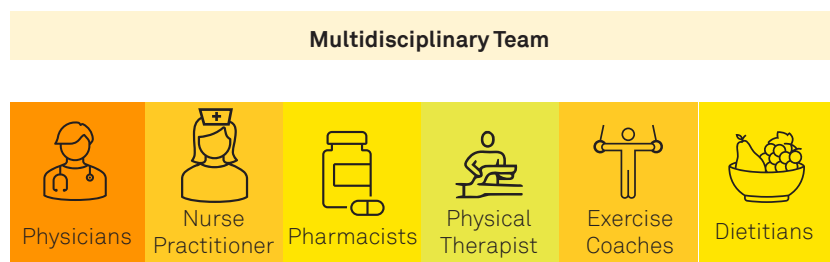 Multidisciplinary Team
Physicians
Nurse
Practitioner
Pharmacists
Physical
Therapist
Exercise
Coaches
Dietitians